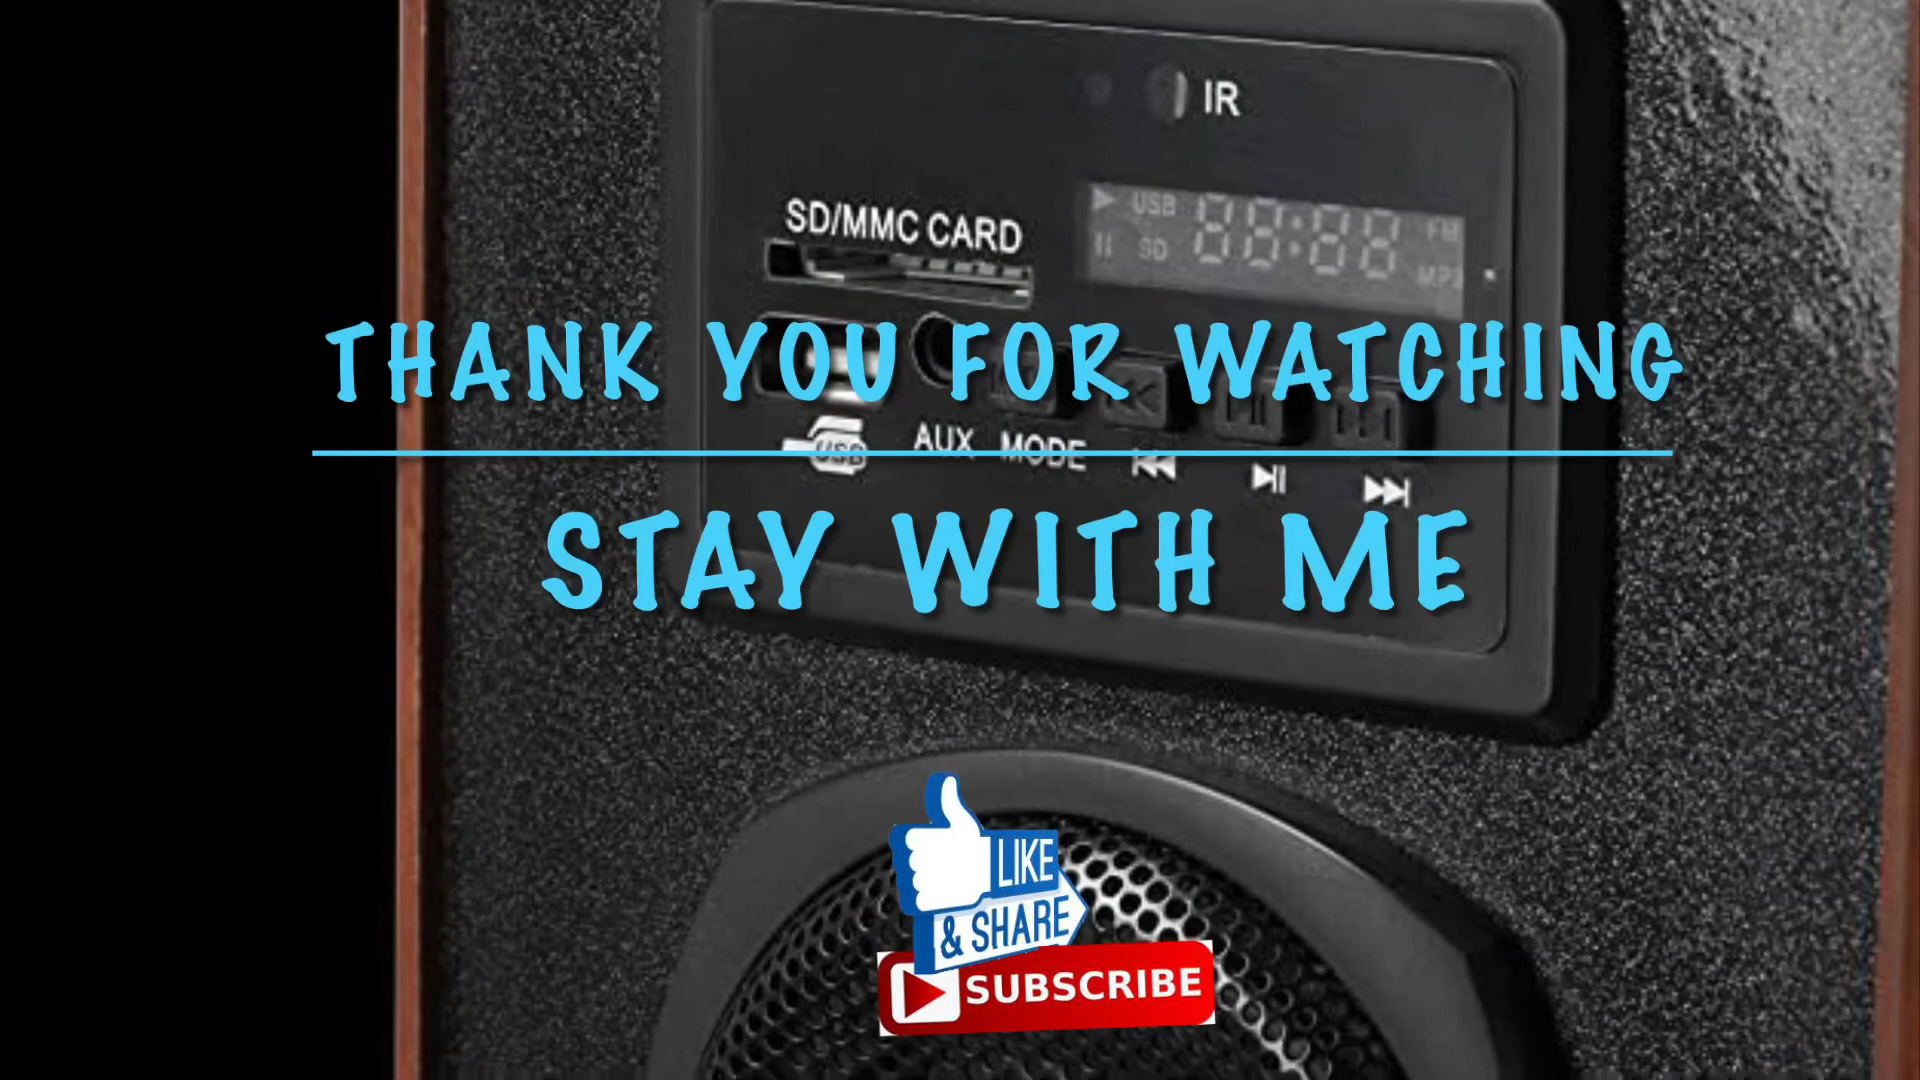 IR
SD/MMC CARD
USB 88:88 FM
SD MP3
THANK YOU FOR WATCHING
USB AUX MODE
STAY WITH ME
LIKE
& SHARE
SUBSCRIBE